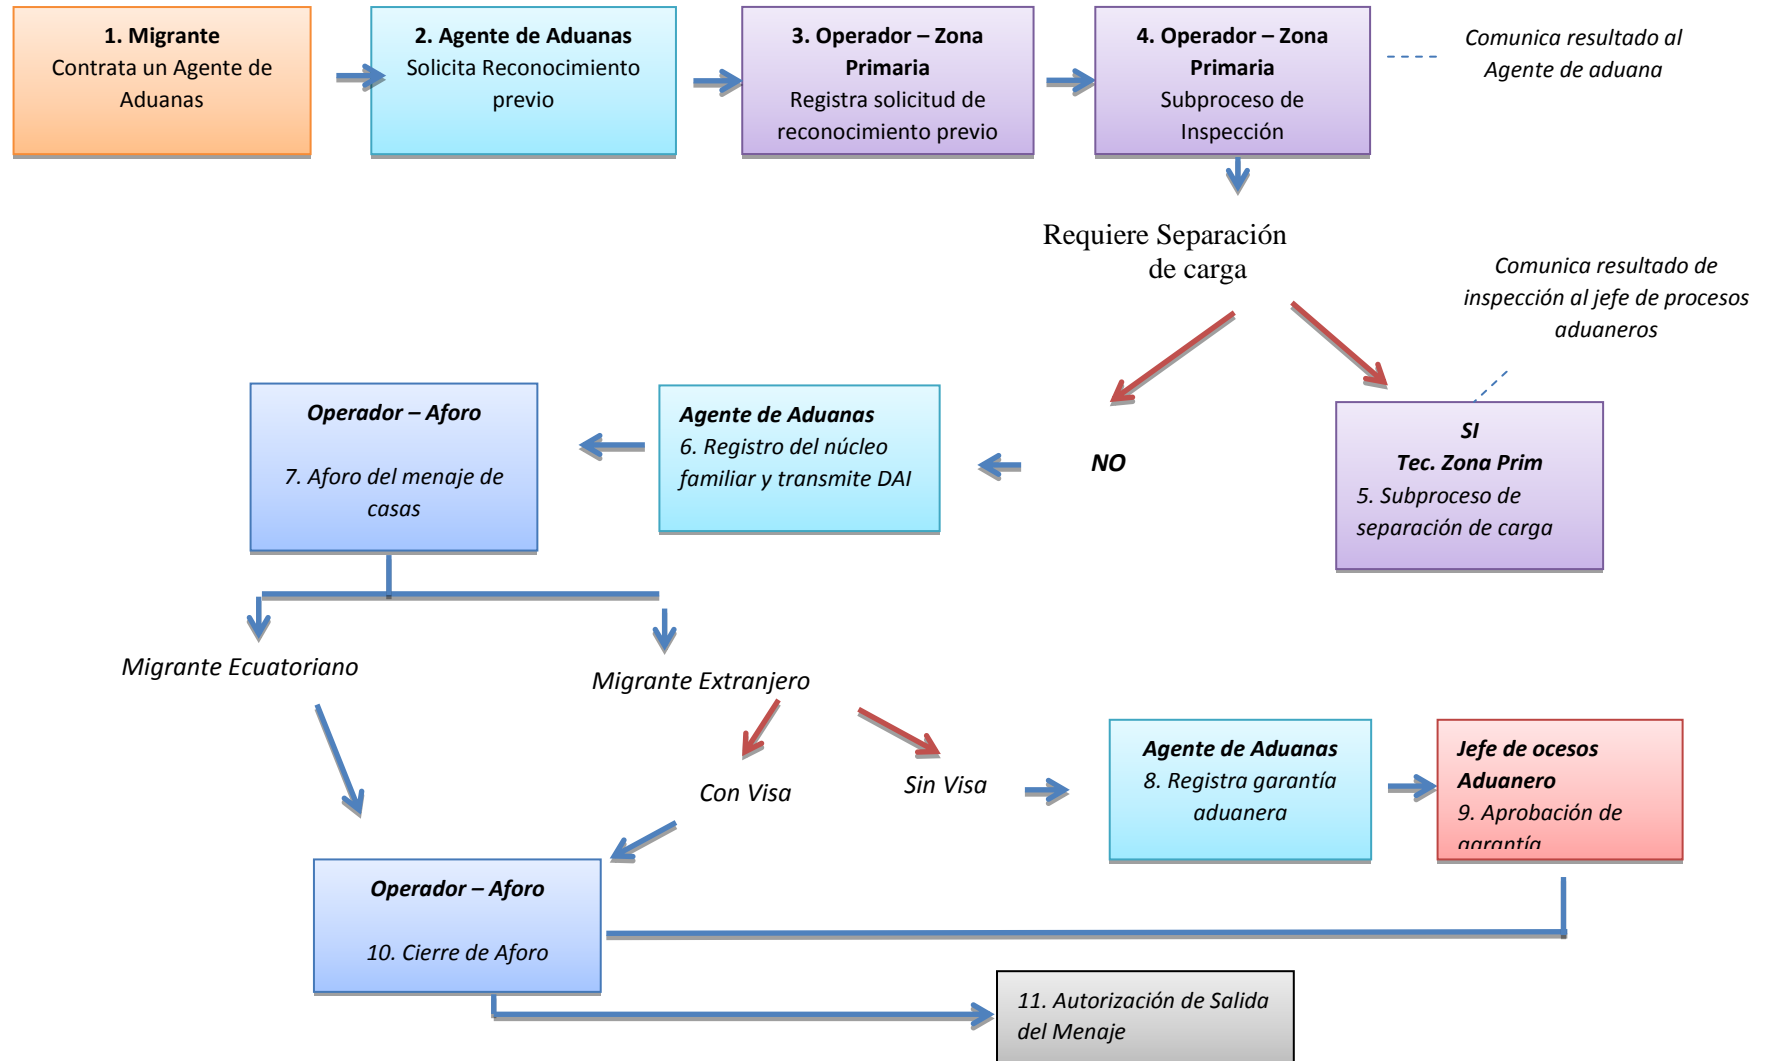 1. Migrante
Contrata un Agente de
Aduanas
2. Agente de Aduanas
Solicita Reconocimiento
previo
3. Operador – Zona
Primaria
Registra solicitud de
reconocimiento previo
4. Operador – Zona
Primaria
Subproceso de
Inspección
Comunica resultado al
Agente de aduana
Requiere Separación
de carga
Comunica resultado de
inspección al jefe de procesos
aduaneros
Operador – Aforo
7. Aforo del menaje de
casas
Agente de Aduanas
6. Registro del núcleo
familiar y transmite DAI
NO
SI
Tec. Zona Prim
5. Subproceso de
separación de carga
Migrante Ecuatoriano
Migrante Extranjero
Con Visa
Sin Visa
Agente de Aduanas
8. Registra garantía
aduanera
Jefe de ocesos
Aduanero
9. Aprobación de
garantía
Operador – Aforo
10. Cierre de Aforo
11. Autorización de Salida
del Menaje